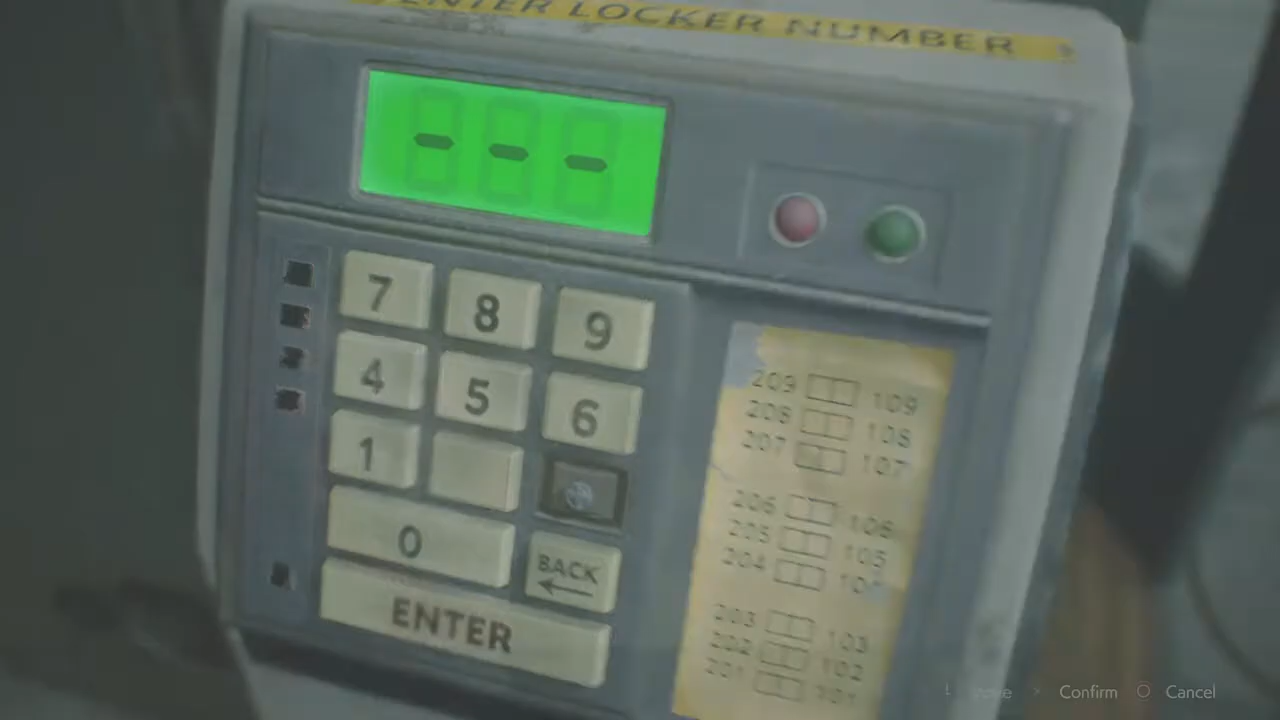 ENTER LOCKER NUMBER
- - -
7 8 9
4 5 6
1
0 BACK
ENTER
209 109
208 108
207 107
206 106
205 105
204
203 103
202 102
201 101
Confirm Cancel